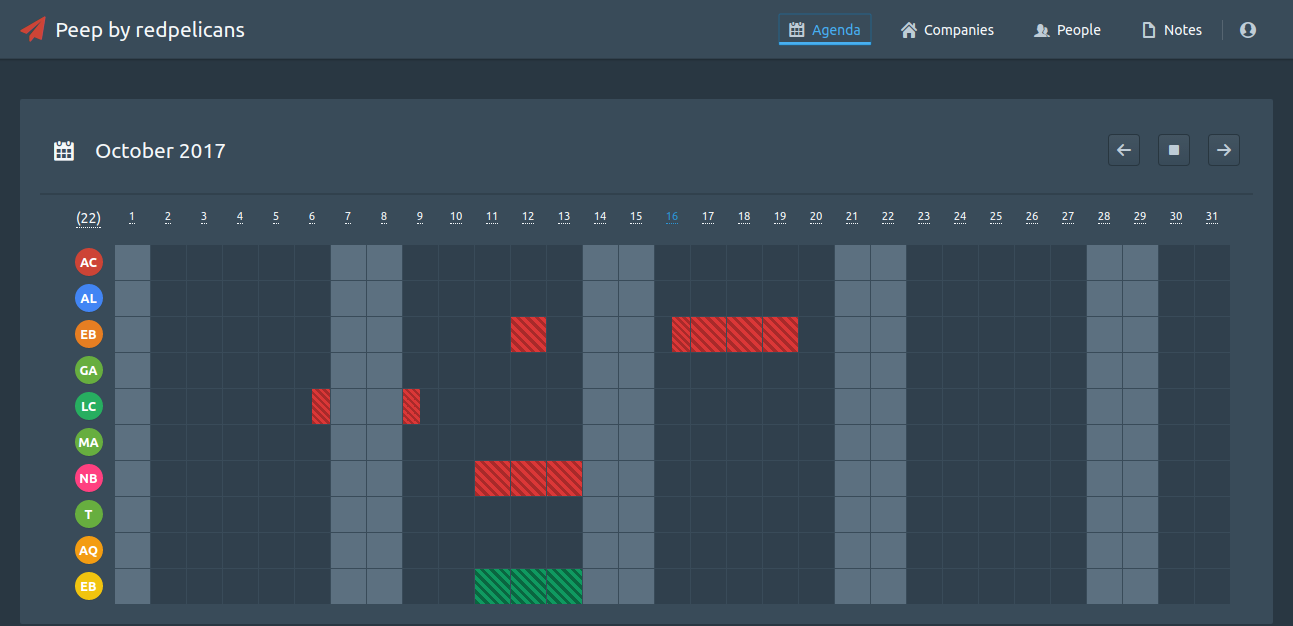 Peep by redpelicans Agenda Companies People Notes
October 2017
(22) 1 2 3 4 5 6 7 8 9 10 11 12 13 14 15 16 17 18 19 20 21 22 23 24 25 26 27 28 29 30 31
AC
AL
EB
GA
LC
MA
NB
T
AQ
EB